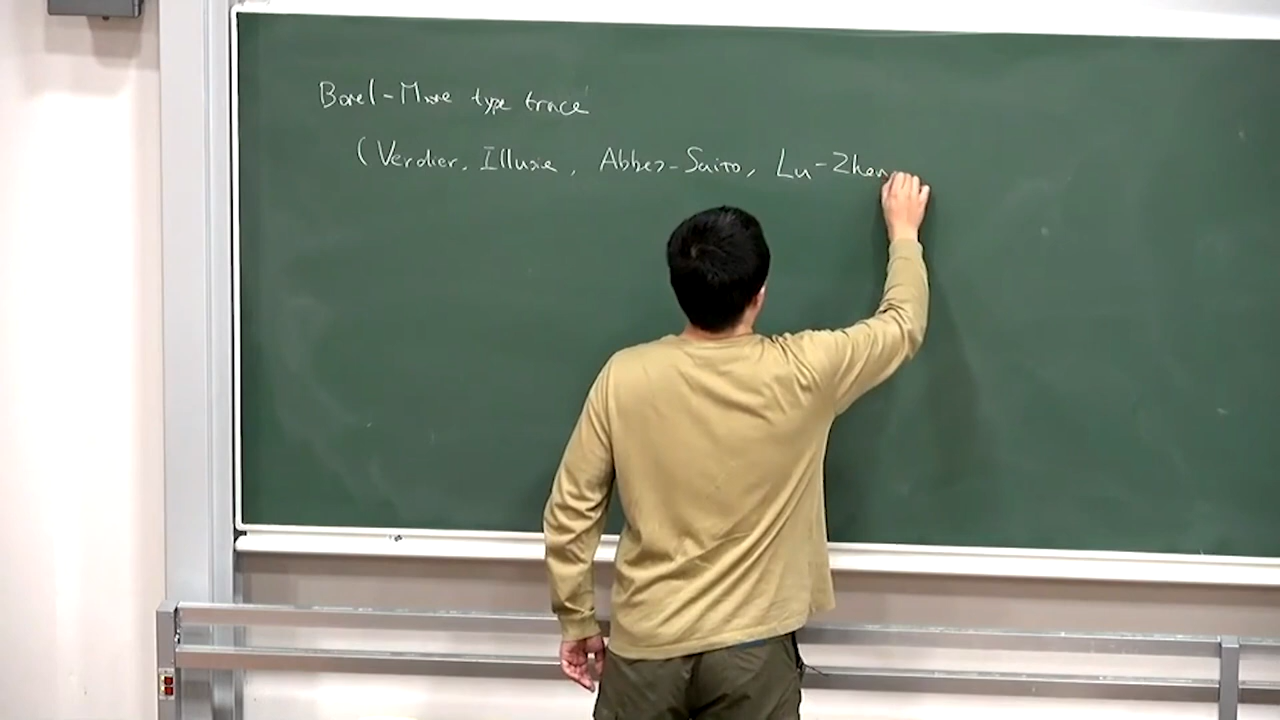 Borel-Moore type trace
(Verdier, Illusie, Abbes-Saito, Lu-Zhen